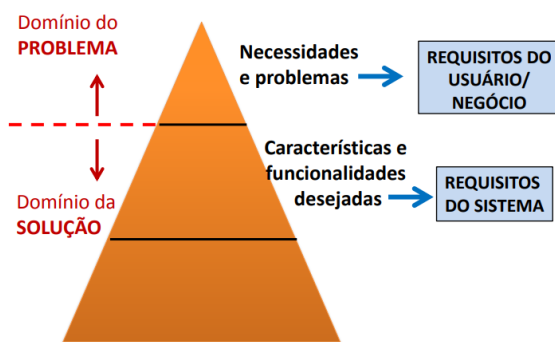 Domínio do
PROBLEMA
Necessidades
e problemas
REQUISITOS DO
USUÁRIO/
NEGÓCIO
Características e
funcionalidades
desejadas
REQUISITOS
DO SISTEMA
Domínio da
SOLUÇÃO